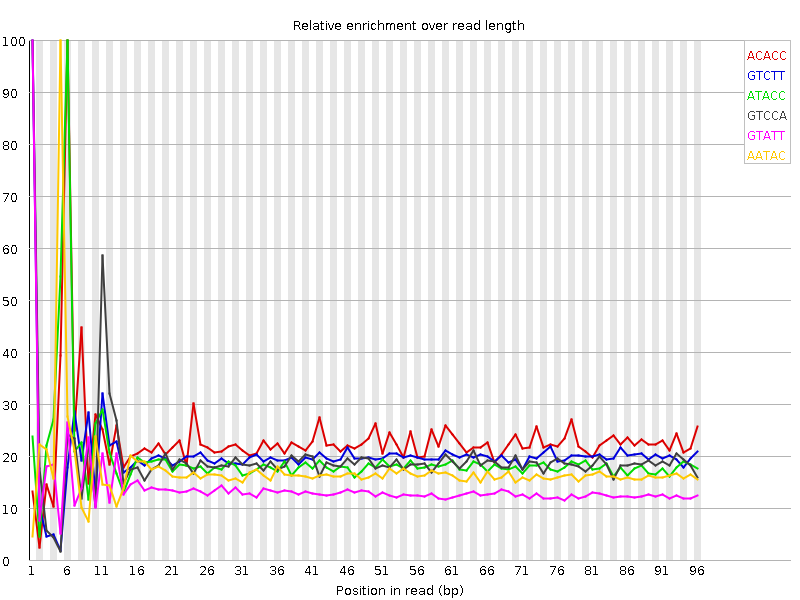 Relative enrichment over read length
100
90
80
70
60
50
40
30
20
10
0
ACACC
GTCTT
ATACC
GTCCA
GTATT
AATAC
1 6 11 16 21 26 31 36 41 46 51 56 61 66 71 76 81 86 91 96
Position in read (bp)